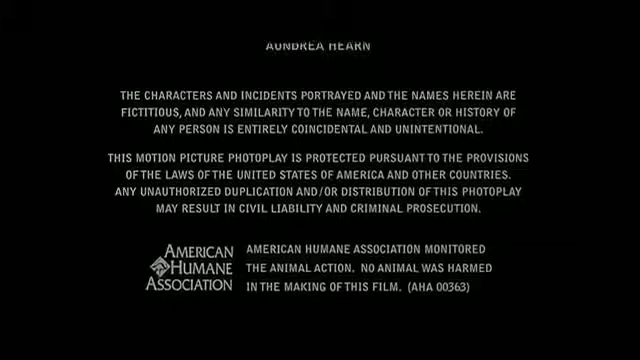 AUNDREA HEARN
THE CHARACTERS AND INCIDENTS PORTRAYED AND THE NAMES HEREIN ARE
FICTITIOUS, AND ANY SIMILARITY TO THE NAME, CHARACTER OR HISTORY OF
ANY PERSON IS ENTIRELY COINCIDENTAL AND UNINTENTIONAL.
THIS MOTION PICTURE PHOTOPLAY IS PROTECTED PURSUANT TO THE PROVISIONS
OF THE LAWS OF THE UNITED STATES OF AMERICA AND OTHER COUNTRIES.
ANY UNAUTHORIZED DUPLICATION AND/OR DISTRIBUTION OF THIS PHOTOPLAY
MAY RESULT IN CIVIL LIABILITY AND CRIMINAL PROSECUTION.
AMERICAN
HUMANE
ASSOCIATION
AMERICAN HUMANE ASSOCIATION MONITORED
THE ANIMAL ACTION. NO ANIMAL WAS HARMED
IN THE MAKING OF THIS FILM. (AHA 00363)